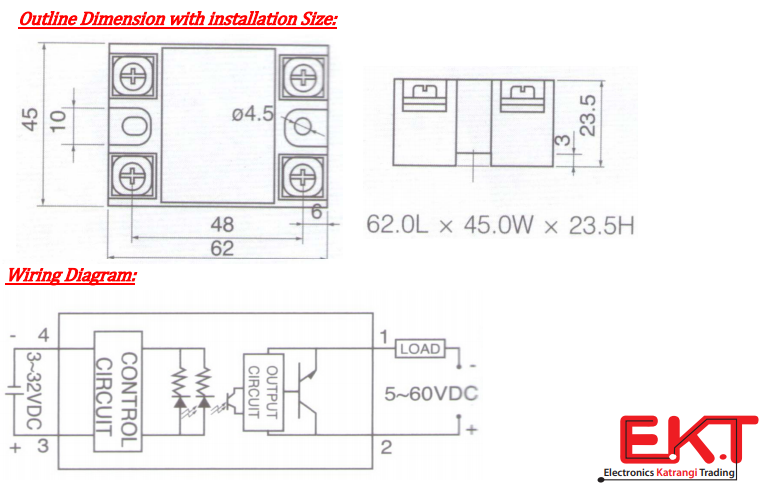 Outline Dimension with installation Size:
45
10
ø4.5
6
48
62
3
23.5
62.0L × 45.0W × 23.5H
Wiring Diagram:
- 4
3~32VDC
+ 3
CONTROL
CIRCUIT
OUTPUT
CIRCUIT
1
LOAD
-
5~60VDC
+
2
E.K.T
Electronics Katrangi Trading